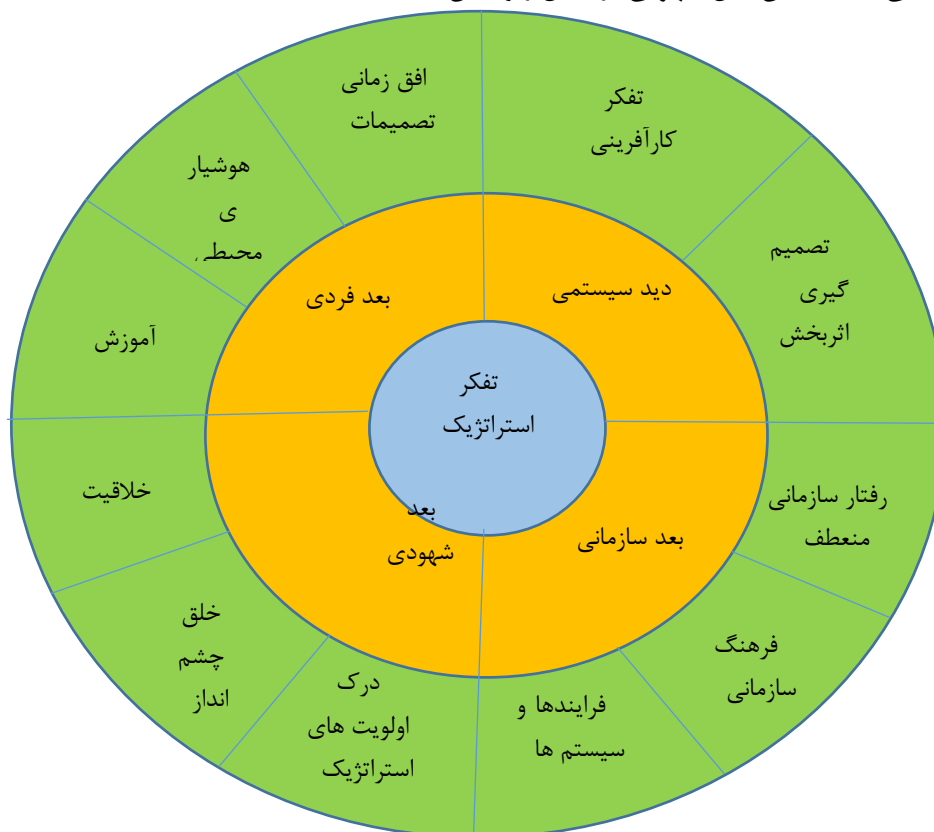 تفکر
کارآفرینی
افق زمانی
تصمیمات
هوشیار
ی
محیطی
تصمیم
گیری
اثربخش
دید سیستمی
بعد فردی
آموزش
تفکر
استراتژیک
خلاقیت
رفتار سازمانی
منعطف
بعد
شهودی
بعد سازمانی
خلق
چشم
انداز
فرهنگ
سازمانی
درک
اولویت های
استراتژیک
فرایندها و
سیستم ها